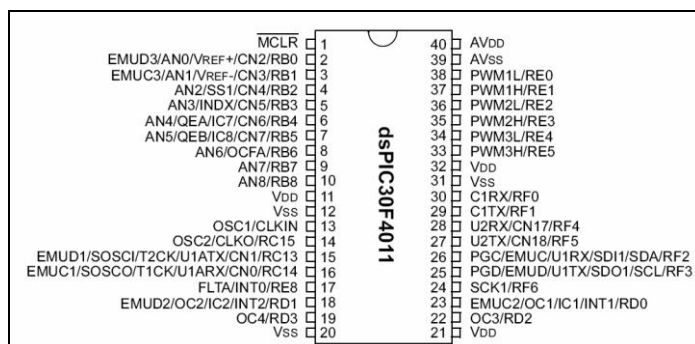 MCLR 1 40 AVDD
EMUD3/AN0/VREF+/CN2/RB0 2 39 AVSS
EMUC3/AN1/VREF-/CN3/RB1 3 38 PWM1L/RE0
AN2/SS1/CN4/RB2 4 37 PWM1H/RE1
AN3/INDX/CN5/RB3 5 36 PWM2L/RE2
AN4/QEA/IC7/CN6/RB4 6 35 PWM2H/RE3
AN5/QEB/IC8/CN7/RB5 7 34 PWM3L/RE4
AN6/OCFA/RB6 8 33 PWM3H/RE5
AN7/RB7 9 32 VDD
AN8/RB8 10 31 VSS
VDD 11 30 C1RX/RF0
VSS 12 29 C1TX/RF1
OSC1/CLKIN 13 28 U2RX/CN17/RF4
OSC2/CLKO/RC15 14 27 U2TX/CN18/RF5
EMUD1/SOSCI/T2CK/U1ATX/CN1/RC13 15 26 PGC/EMUC/U1RX/SDI1/SDA/RF2
EMUC1/SOSCO/T1CK/U1ARX/CN0/RC14 16 25 PGD/EMUD/U1TX/SDO1/SCL/RF3
FLTA/INT0/RE8 17 24 SCK1/RF6
EMUD2/OC2/IC2/INT2/RD1 18 23 EMUC2/OC1/IC1/INT1/RD0
OC4/RD3 19 22 OC3/RD2
VSS 20 21 VDD
dsPIC30F4011